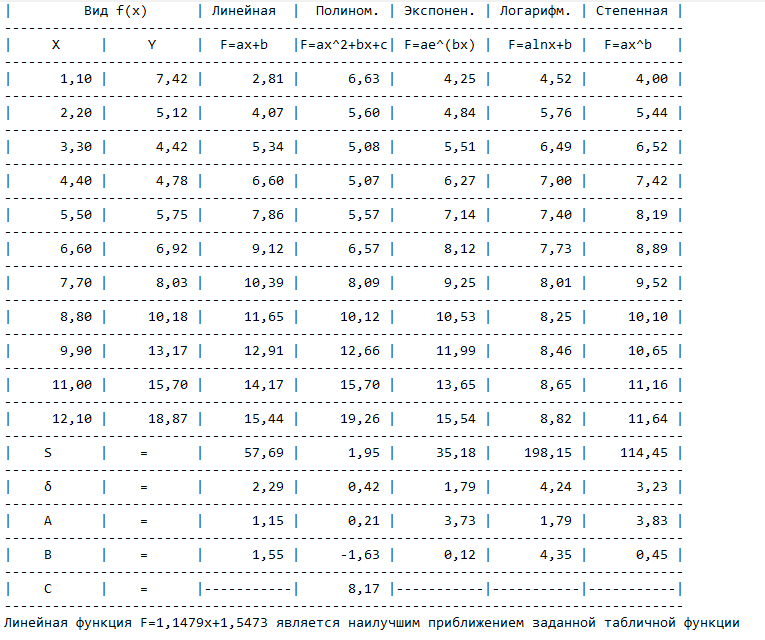 | Вид f(x) | Линейная | Полином. | Экспонен. | Логарифм. | Степенная |
| X | Y | F=ax+b |F=ax^2+bx+c| F=ae^(bx) | F=alnx+b | F=ax^b |
| 1,10 | 7,42 | 2,81 | 6,63 | 4,25 | 4,52 | 4,00 |
| 2,20 | 5,12 | 4,07 | 5,60 | 4,84 | 5,76 | 5,44 |
| 3,30 | 4,42 | 5,34 | 5,08 | 5,51 | 6,49 | 6,52 |
| 4,40 | 4,78 | 6,60 | 5,07 | 6,27 | 7,00 | 7,42 |
| 5,50 | 5,75 | 7,86 | 5,57 | 7,14 | 7,40 | 8,19 |
| 6,60 | 6,92 | 9,12 | 6,57 | 8,12 | 7,73 | 8,89 |
| 7,70 | 8,03 | 10,39 | 8,09 | 9,25 | 8,01 | 9,52 |
| 8,80 | 10,18 | 11,65 | 10,12 | 10,53 | 8,25 | 10,10 |
| 9,90 | 13,17 | 12,91 | 12,66 | 11,99 | 8,46 | 10,65 |
| 11,00 | 15,70 | 14,17 | 15,70 | 13,65 | 8,65 | 11,16 |
| 12,10 | 18,87 | 15,44 | 19,26 | 15,54 | 8,82 | 11,64 |
| S | = | 57,69 | 1,95 | 35,18 | 198,15 | 114,45 |
| δ | = | 2,29 | 0,42 | 1,79 | 4,24 | 3,23 |
| A | = | 1,15 | 0,21 | 3,73 | 1,79 | 3,83 |
| B | = | 1,55 | -1,63 | 0,12 | 4,35 | 0,45 |
| C | = |-----------| 8,17 |-----------|-----------|-----------|
Линейная функция F=1,1479x+1,5473 является наилучшим приближением заданной табличной функции